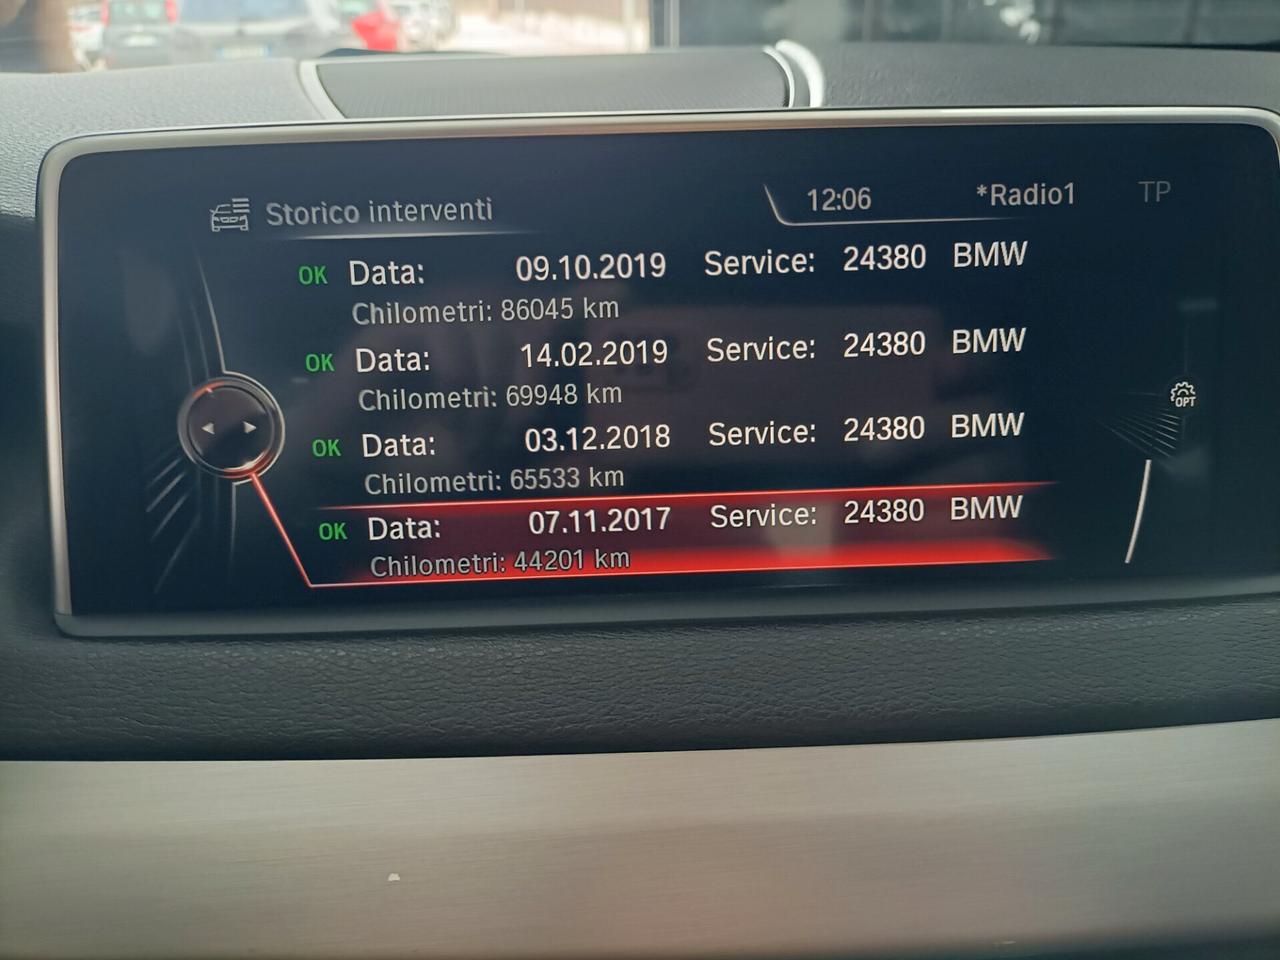 Storico interventi 12:06 *Radio1 TP
OK Data: 09.10.2019 Service: 24380 BMW
Chilometri: 86045 km
OK Data: 14.02.2019 Service: 24380 BMW
Chilometri: 69948 km
OK Data: 03.12.2018 Service: 24380 BMW
Chilometri: 65533 km
OPT
OK Data: 07.11.2017 Service: 24380 BMW
Chilometri: 44201 km